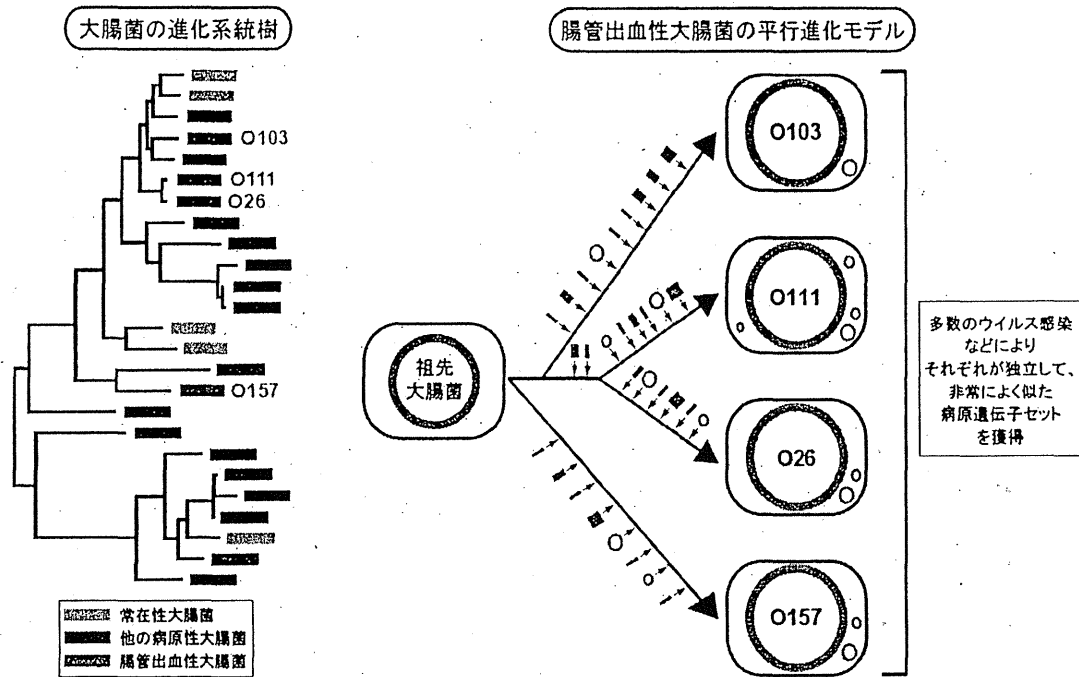 大腸菌の進化系統樹
O103
O111
O26
O157
常在性大腸菌
他の病原性大腸菌
腸管出血性大腸菌
腸管出血性大腸菌の平行進化モデル
祖先
大腸菌
O103
O111
O26
O157
多数のウイルス感染
などにより
それぞれが独立して、
非常によく似た
病原遺伝子セット
を獲得